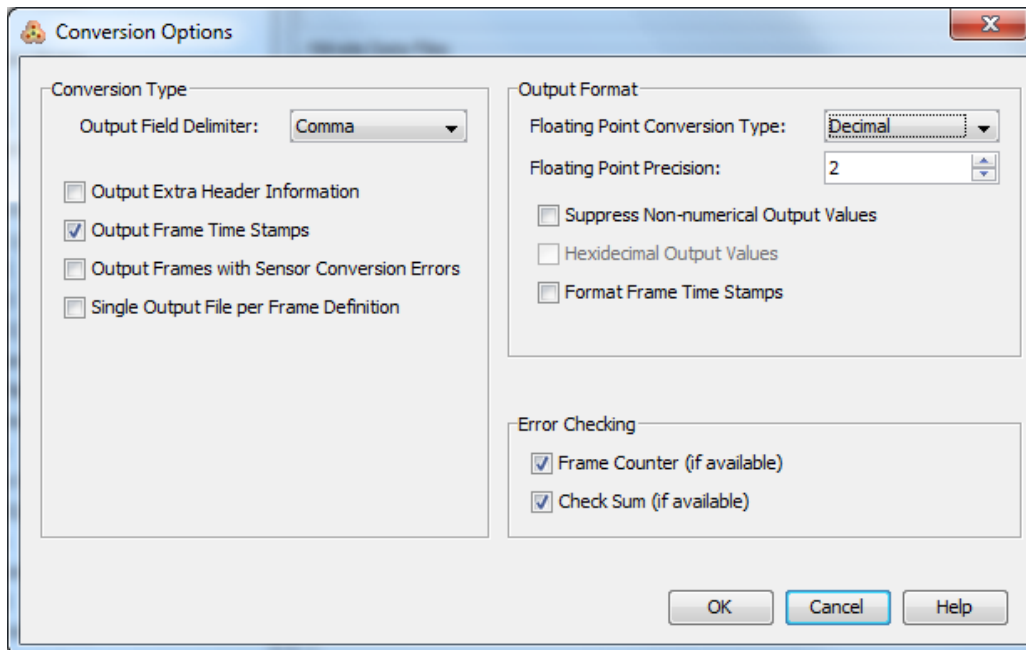 Conversion Options
Conversion Type
Output Field Delimiter: Comma
Output Extra Header Information
Output Frame Time Stamps
Output Frames with Sensor Conversion Errors
Single Output File per Frame Definition
Output Format
Floating Point Conversion Type: Decimal
Floating Point Precision: 2
Suppress Non-numerical Output Values
Hexidecimal Output Values
Format Frame Time Stamps
Error Checking
Frame Counter (if available)
Check Sum (if available)
OK Cancel Help